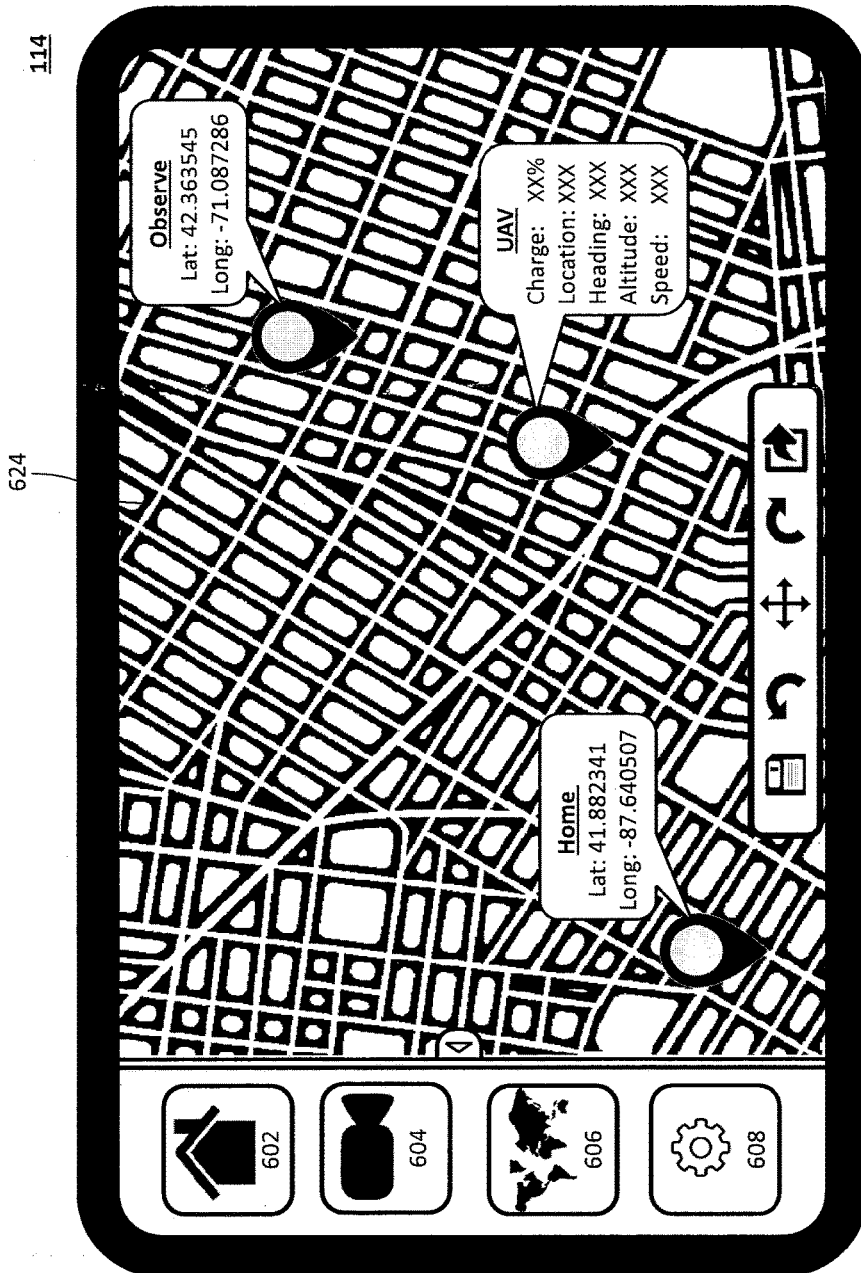 114
624
602
604
606
608
Observe
Lat: 42.363545
Long: -71.087286
UAV
Charge: XX%
Location: XXX
Heading: XXX
Altitude: XXX
Speed: XXX
Home
Lat: 41.882341
Long: -87.640507